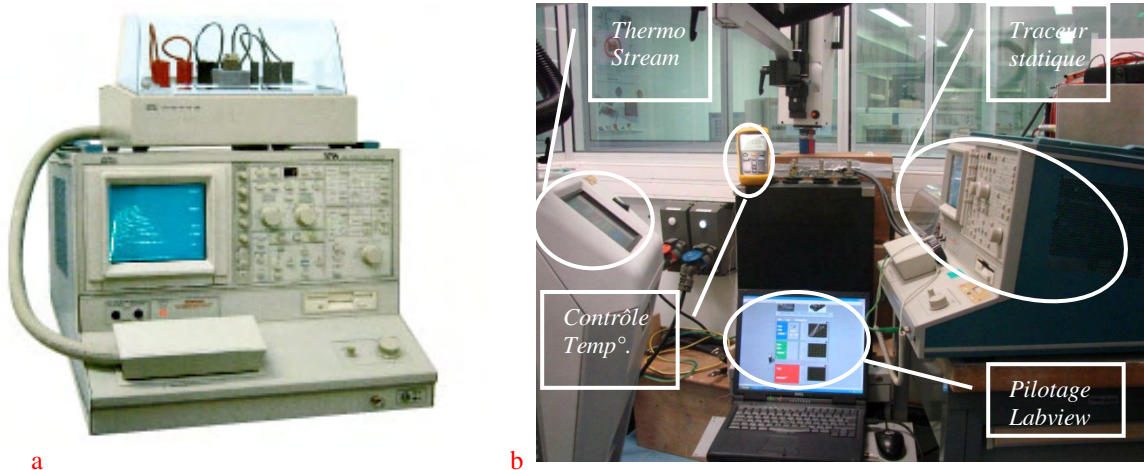 Thermo
Stream
Traceur
statique
Contrôle
Temp°.
Pilotage
Labview
a
b